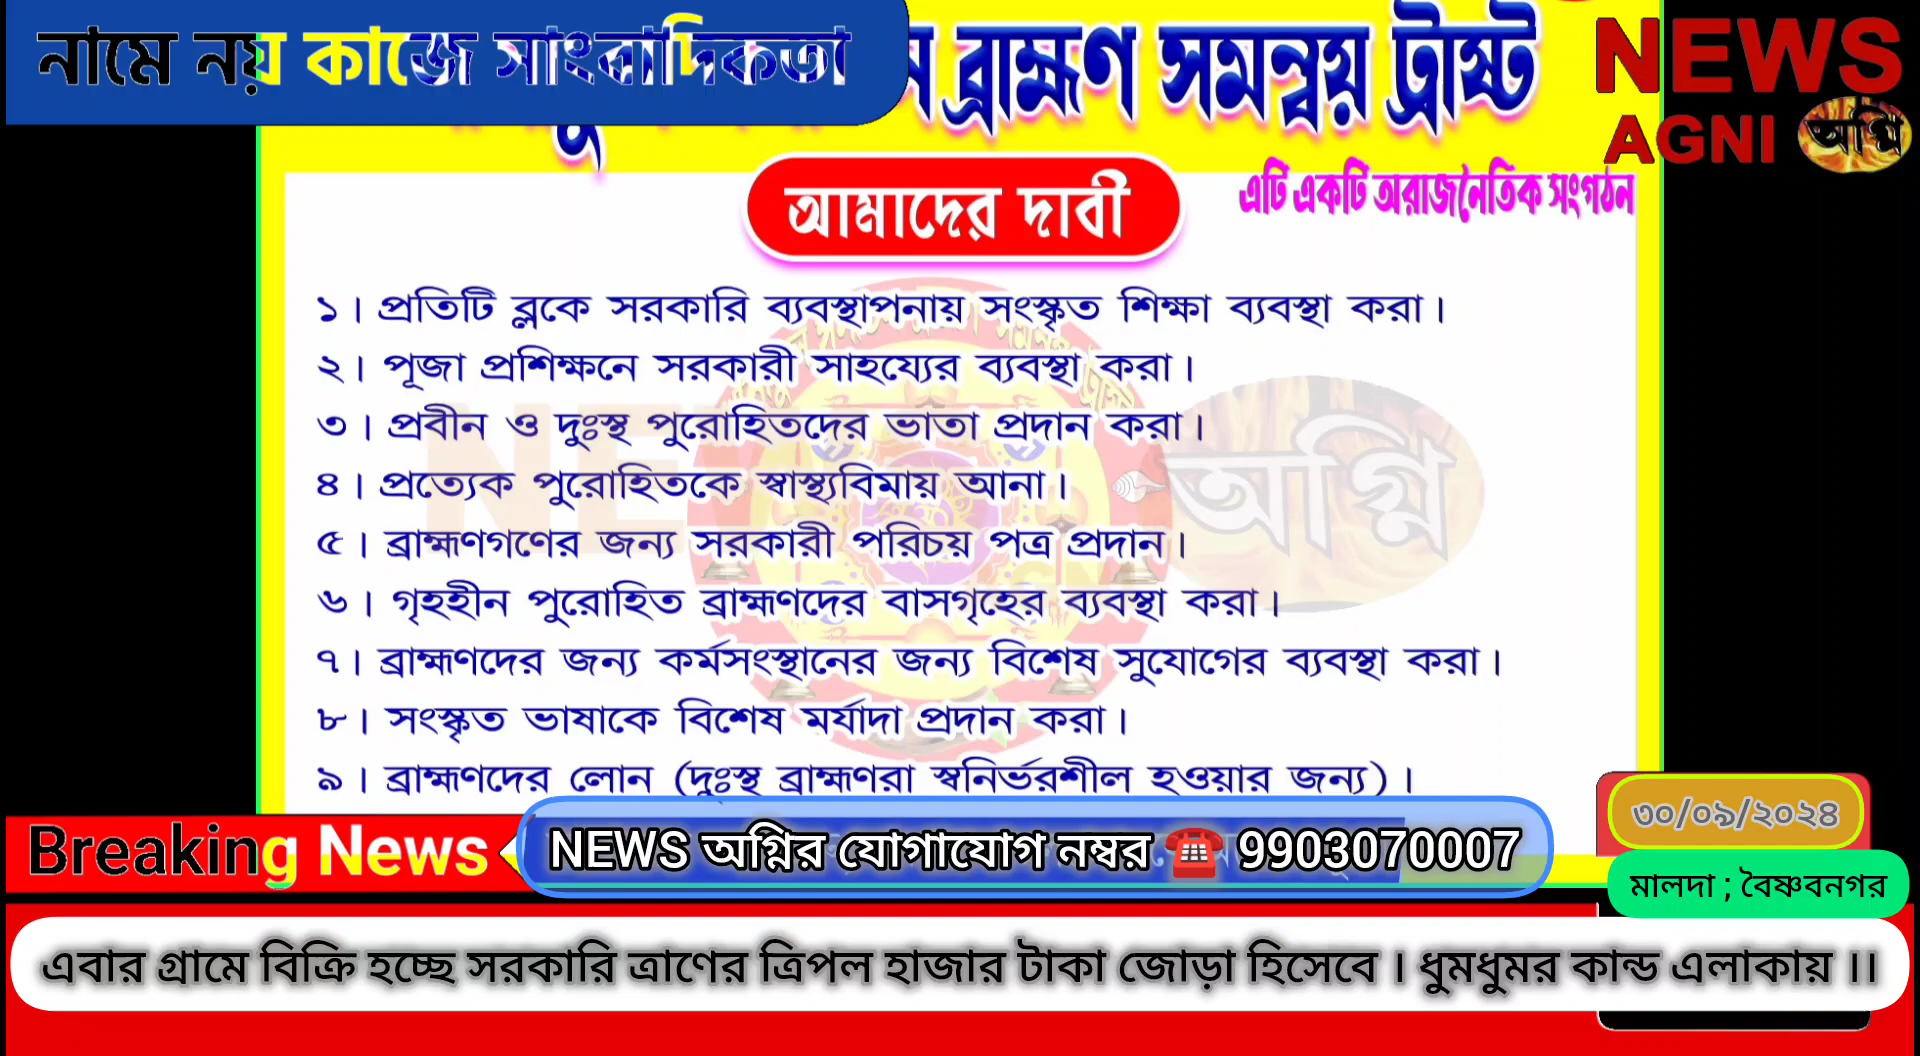 নামে নয় কাজে সাংবাদিকতা
ব্রাহ্মণ সমন্বয় ট্রাষ্ট
NEWS
AGNI অগ্নি
এটি একটি অরাজনৈতিক সংগঠন
আমাদের দাবী
১। প্রতিটি ব্লকে সরকারি ব্যবস্থাপনায় সংস্কৃত শিক্ষা ব্যবস্থা করা।
২। পূজা প্রশিক্ষনে সরকারী সাহয্যের ব্যবস্থা করা।
৩। প্রবীন ও দুঃস্থ পুরোহিতদের ভাতা প্রদান করা।
৪। প্রত্যেক পুরোহিতকে স্বাস্থ্যবিমায় আনা।
৫। ব্রাহ্মণগণের জন্য সরকারী পরিচয় পত্র প্রদান।
৬। গৃহহীন পুরোহিত ব্রাহ্মণদের বাসগৃহের ব্যবস্থা করা।
৭। ব্রাহ্মণদের জন্য কর্মসংস্থানের জন্য বিশেষ সুযোগের ব্যবস্থা করা।
৮। সংস্কৃত ভাষাকে বিশেষ মর্যাদা প্রদান করা।
৯। ব্রাহ্মণদের লোন (দুঃস্থ ব্রাহ্মণরা স্বনির্ভরশীল হওয়ার জন্য)।
NEWS অগ্নি
Breaking News
NEWS অগ্নির যোগাযোগ নম্বর ☎️ 9903070007
৩০/০৯/২০২৪
মালদা ; বৈষ্ণবনগর
এবার গ্রামে বিক্রি হচ্ছে সরকারি ত্রাণের ত্রিপল হাজার টাকা জোড়া হিসেবে । ধুমধুমর কান্ড এলাকায় ।।